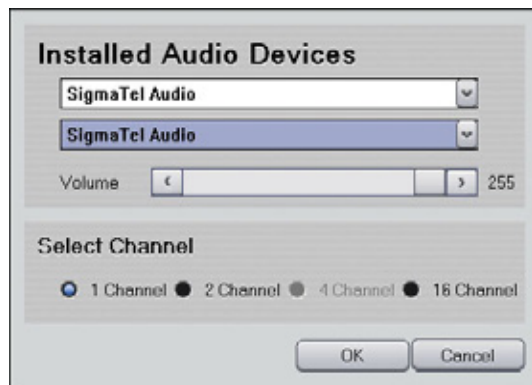 Installed Audio Devices
SigmaTel Audio
SigmaTel Audio
Volume 255
Select Channel
1 Channel 2 Channel 4 Channel 16 Channel
OK Cancel